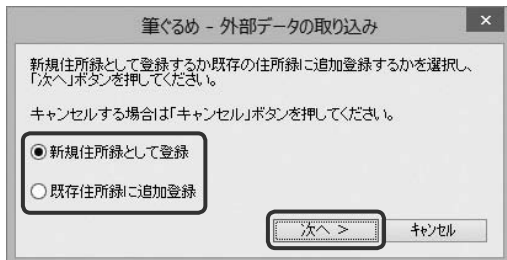 筆ぐるめ - 外部データの取り込み
×
新規住所録として登録するか既存の住所録に追加登録するかを選択し、
「次へ」ボタンを押してください。
キャンセルする場合は「キャンセル」ボタンを押してください。
新規住所録として登録
既存住所録に追加登録
次へ >
キャンセル